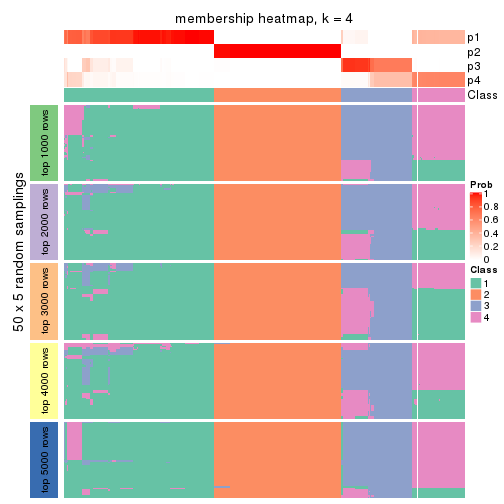 membership heatmap, k = 4
p1
p2
p3
p4
Class
50 x 5 random samplings
top 1000 rows
top 2000 rows
top 3000 rows
top 4000 rows
top 5000 rows
Prob
1
0.8
0.6
0.4
0.2
0
Class
1
2
3
4